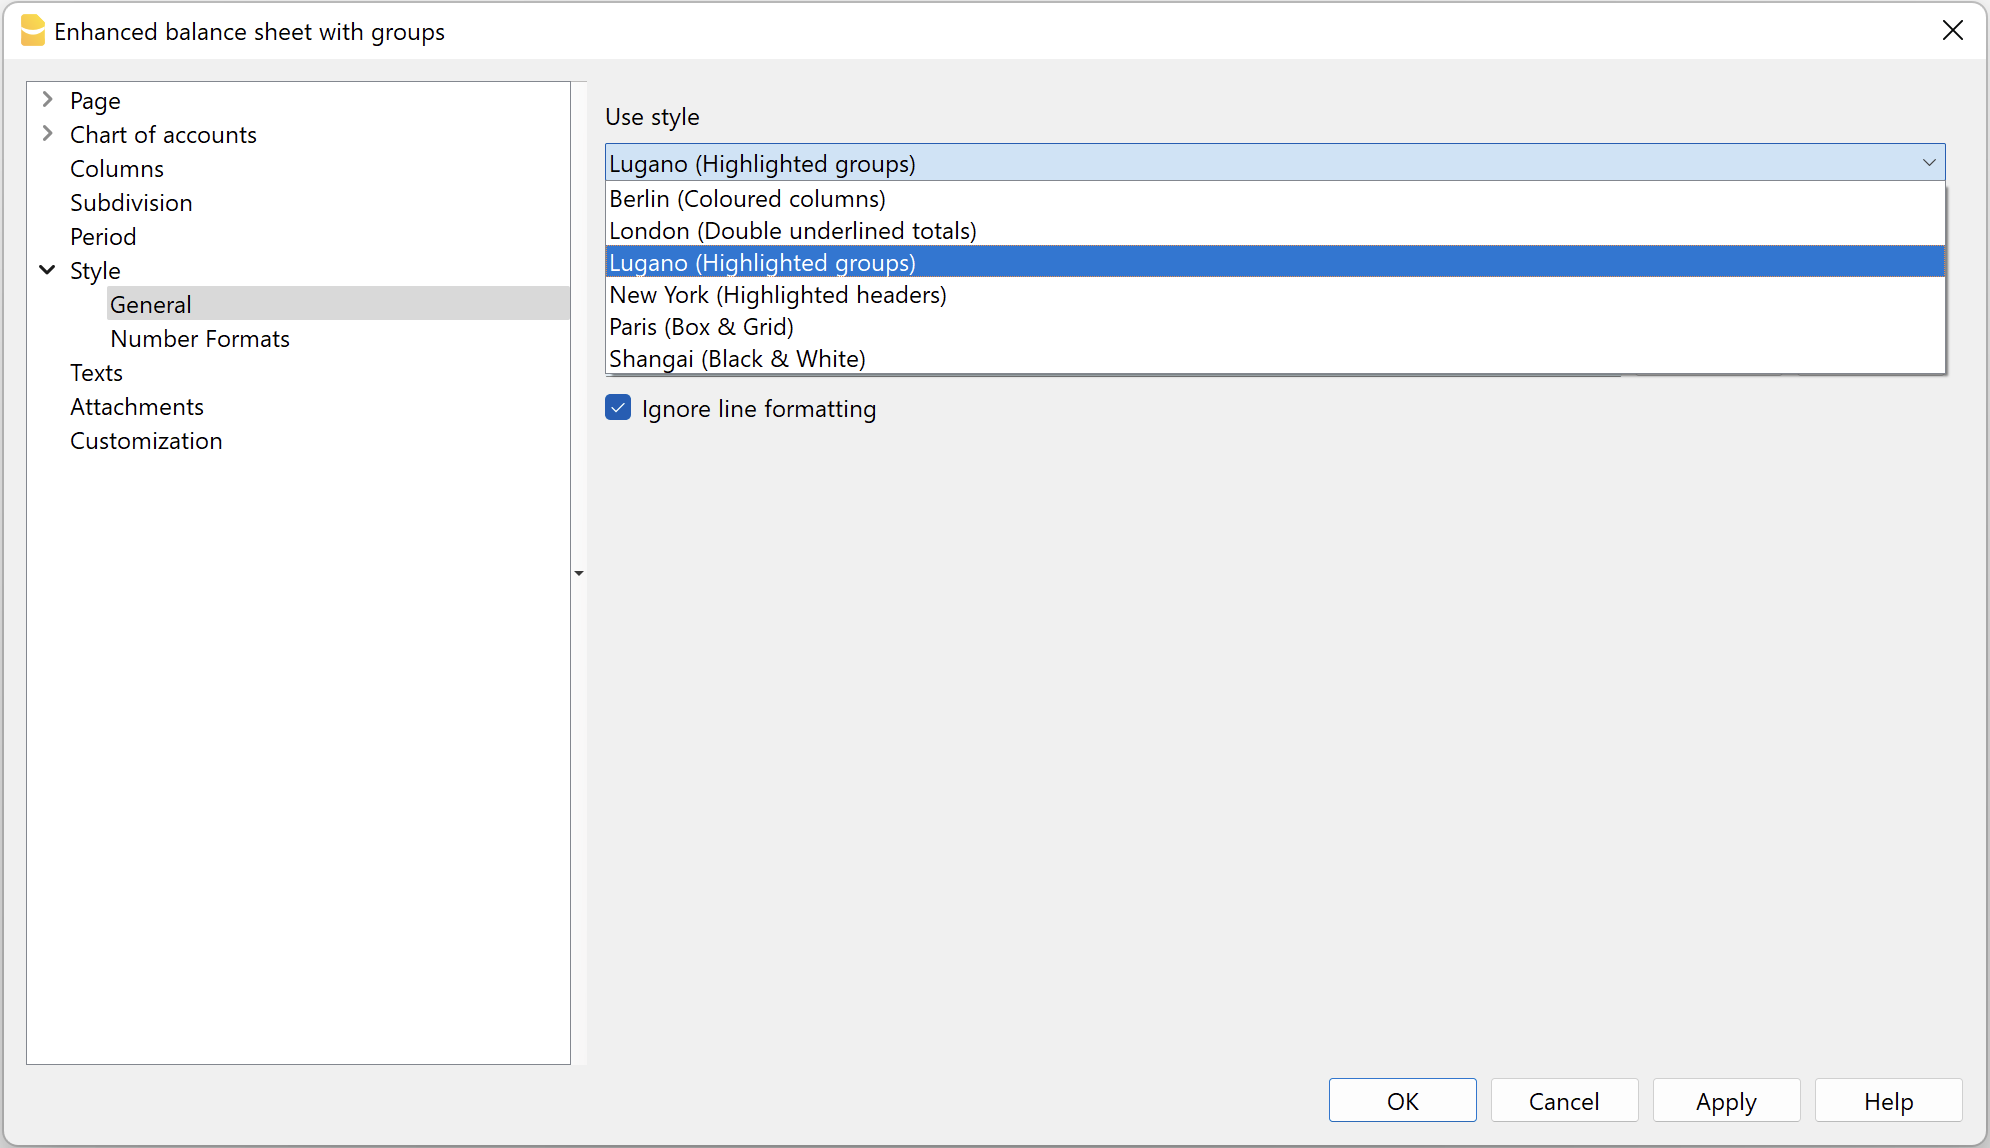 Enhanced balance sheet with groups
Page
Chart of accounts
Columns
Subdivision
Period
Style
General
Number Formats
Texts
Attachments
Customization
Use style
Lugano (Highlighted groups)
Berlin (Coloured columns)
London (Double underlined totals)
Lugano (Highlighted groups)
New York (Highlighted headers)
Paris (Box & Grid)
Shangai (Black & White)
Ignore line formatting
OK
Cancel
Apply
Help